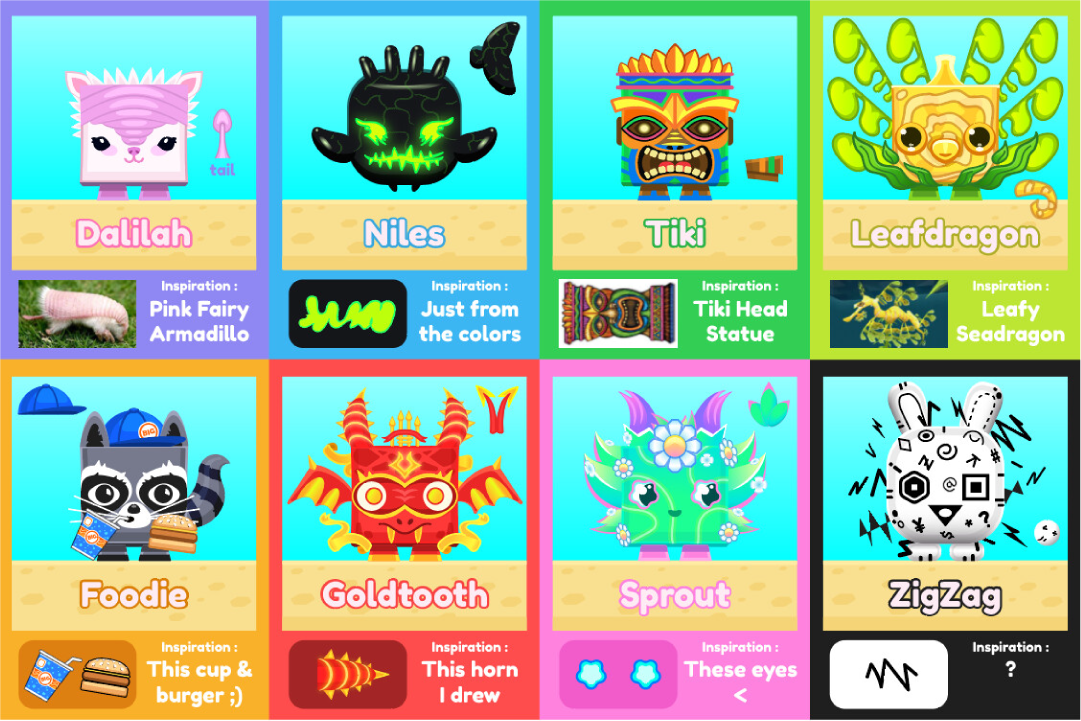 tail
Dalilah
Inspiration :
Pink Fairy
Armadillo
Niles
Inspiration :
Just from
the colors
Tiki
Inspiration :
Tiki Head
Statue
Leafdragon
Inspiration :
Leafy
Seadragon
BIG
Foodie
Inspiration :
This cup &
burger ;)
Goldtooth
Inspiration :
This horn
I drew
Sprout
Inspiration :
These eyes
<
ZigZag
Inspiration :
?